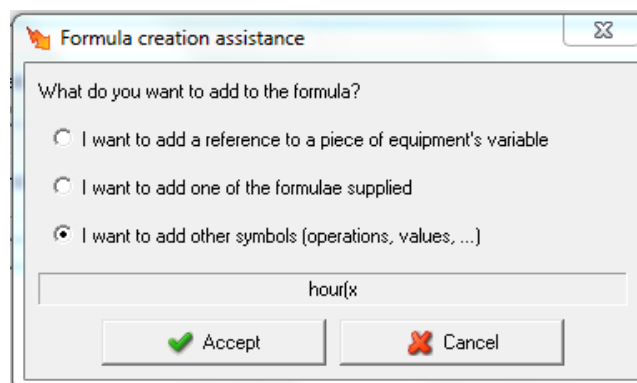 Formula creation assistance
What do you want to add to the formula?
I want to add a reference to a piece of equipment's variable
I want to add one of the formulae supplied
I want to add other symbols (operations, values, ...)
hour(x
Accept Cancel